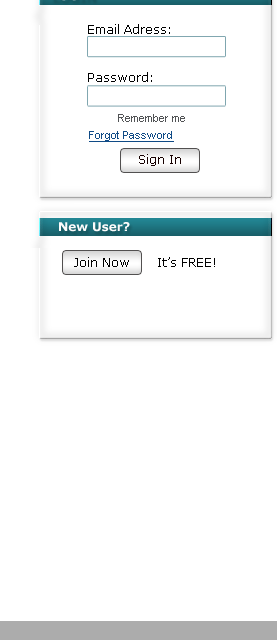 Email Adress:
Password:
Remember me
Forgot Password
Sign In
New User?
Join Now It's FREE!